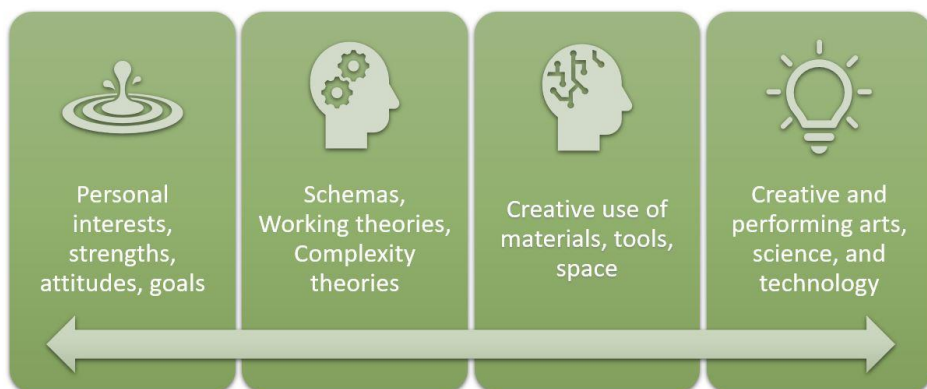 Personal
interests,
strengths,
attitudes, goals
Schemas,
Working theories,
Complexity
theories
Creative use of
materials, tools,
space
Creative and
performing arts,
science, and
technology